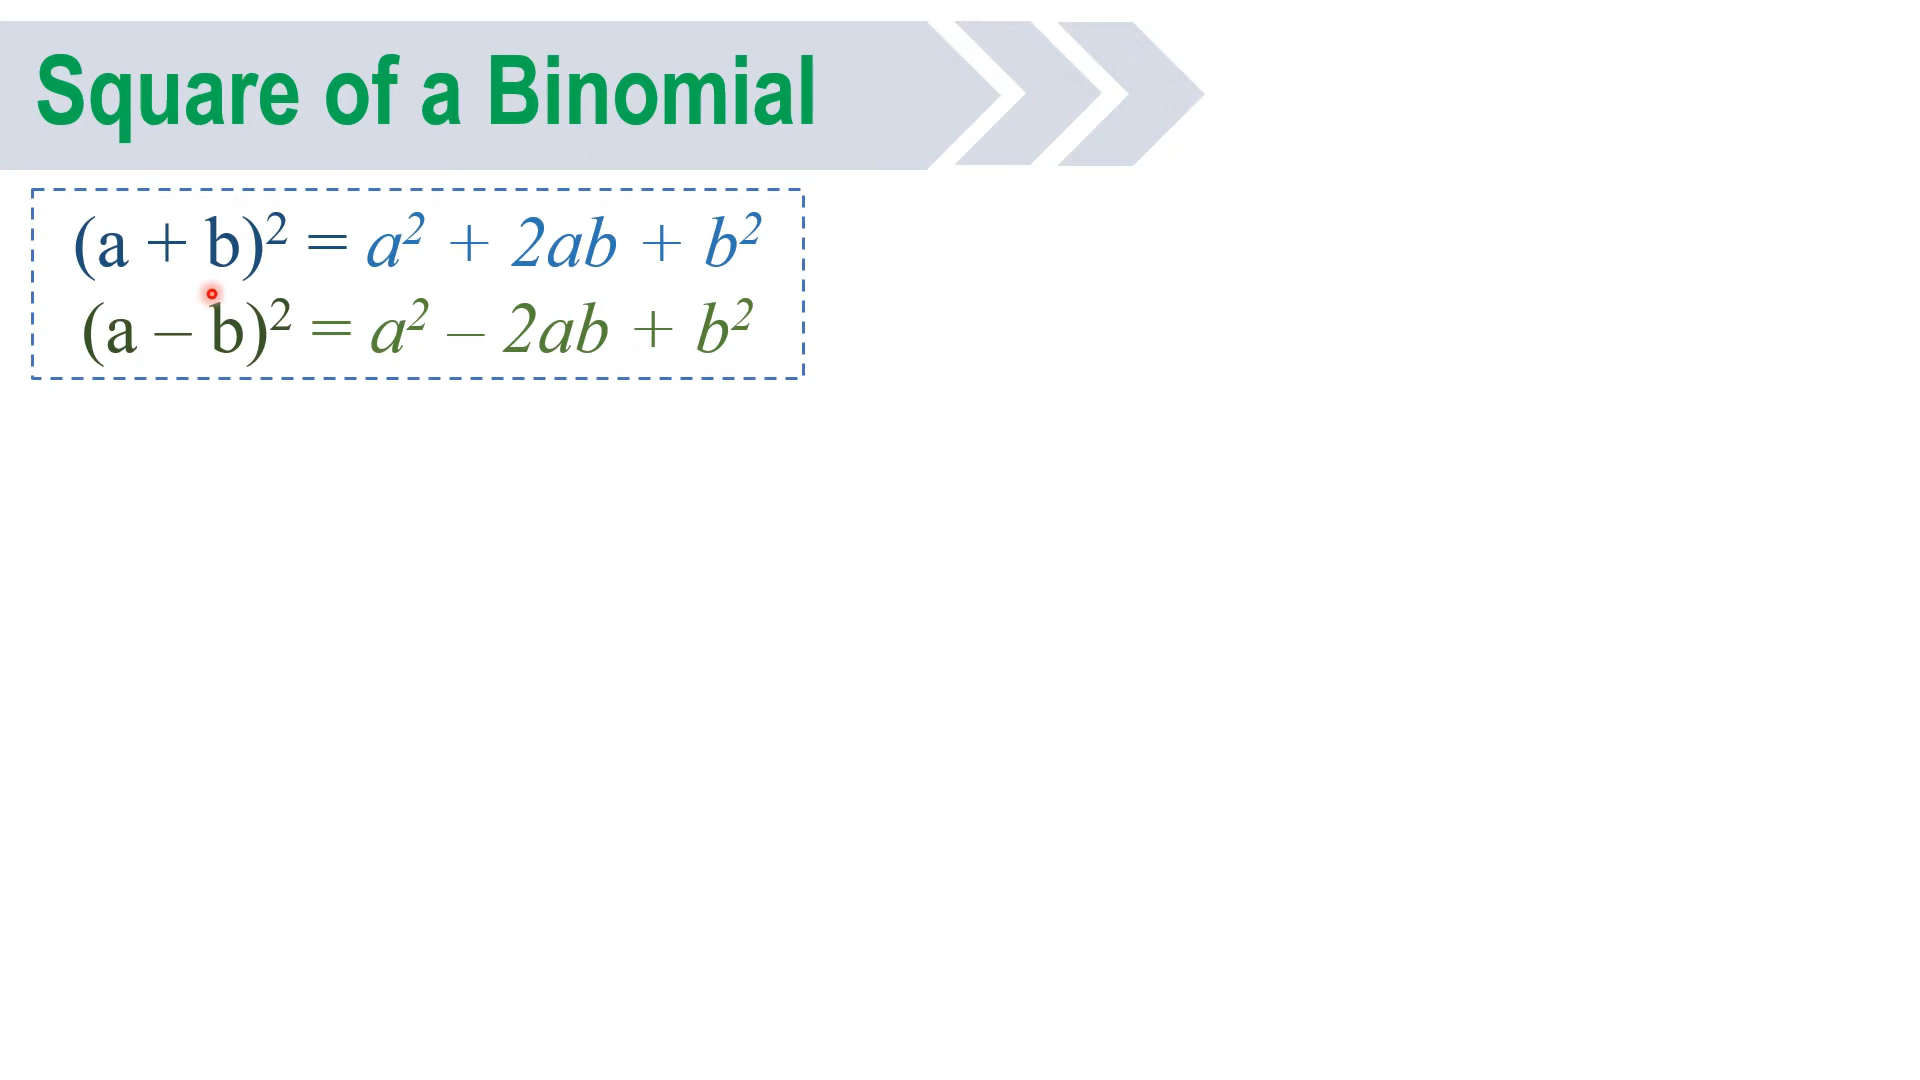 Square of a Binomial
(a + b)² = a² + 2ab + b²
(a – b)² = a² – 2ab + b²